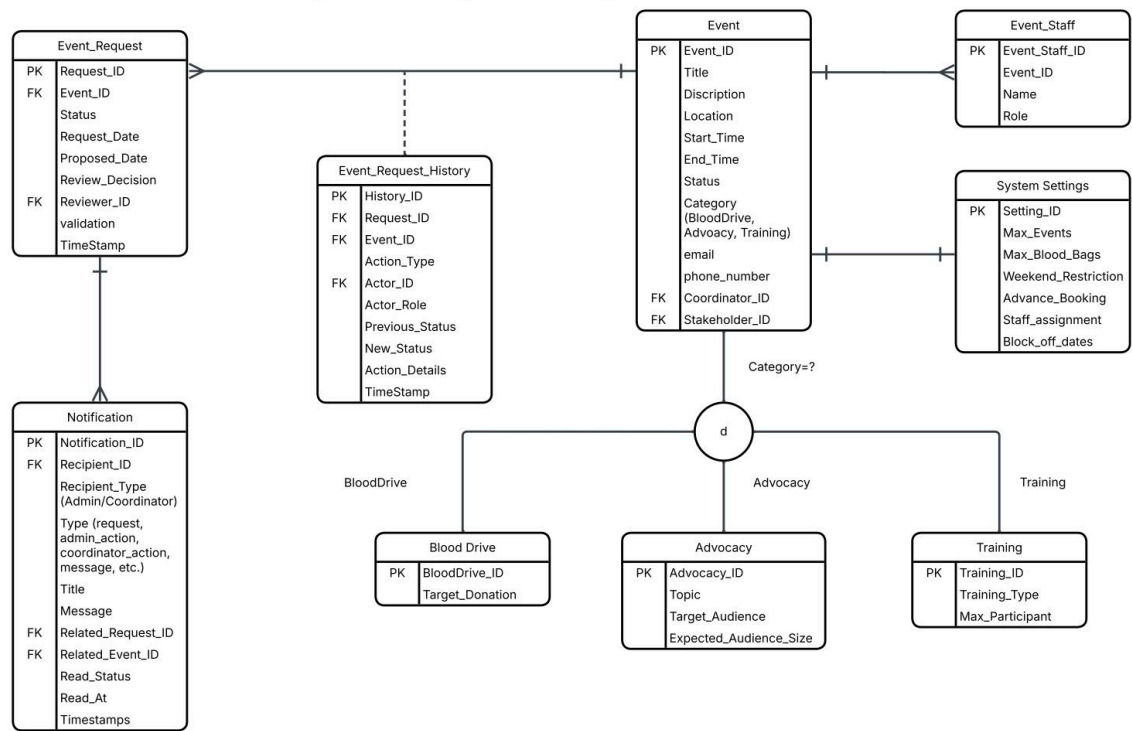 Event_Request
PK Request_ID
FK Event_ID
Status
Request_Date
Proposed_Date
Review_Decision
FK Reviewer_ID
validation
TimeStamp
Event
PK Event_ID
Title
Discription
Location
Start_Time
End_Time
Status
Category
(BloodDrive,
Advoacy, Training)
email
phone_number
FK Coordinator_ID
FK Stakeholder_ID
Event_Staff
PK Event_Staff_ID
Event_ID
Name
Role
Event_Request_History
PK History_ID
FK Request_ID
FK Event_ID
Action_Type
FK Actor_ID
Actor_Role
Previous_Status
New_Status
Action_Details
TimeStamp
System Settings
PK Setting_ID
Max_Events
Max_Blood_Bags
Weekend_Restriction
Advance_Booking
Staff_assignment
Block_off_dates
Category=?
d
Notification
PK Notification_ID
FK Recipient_ID
Recipient_Type
(Admin/Coordinator)
Type (request,
admin_action,
coordinator_action,
message, etc.)
Title
Message
FK Related_Request_ID
FK Related_Event_ID
Read_Status
Read_At
Timestamps
BloodDrive
Advocacy
Training
Blood Drive
PK BloodDrive_ID
Target_Donation
Advocacy
PK Advocacy_ID
Topic
Target_Audience
Expected_Audience_Size
Training
PK Training_ID
Training_Type
Max_Participant